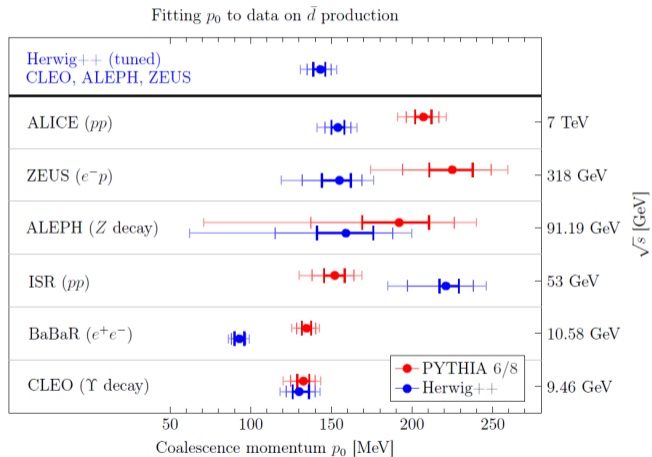 Fitting p₀ to data on d̄ production
Herwig++ (tuned)
CLEO, ALEPH, ZEUS
ALICE (pp)
7 TeV
ZEUS (e⁻p)
318 GeV
ALEPH (Z decay)
91.19 GeV
ISR (pp)
53 GeV
BaBaR (e⁺e⁻)
10.58 GeV
CLEO (ϒ decay)
9.46 GeV
PYTHIA 6/8
Herwig++
√s [GeV]
50 100 150 200 250
Coalescence momentum p₀ [MeV]